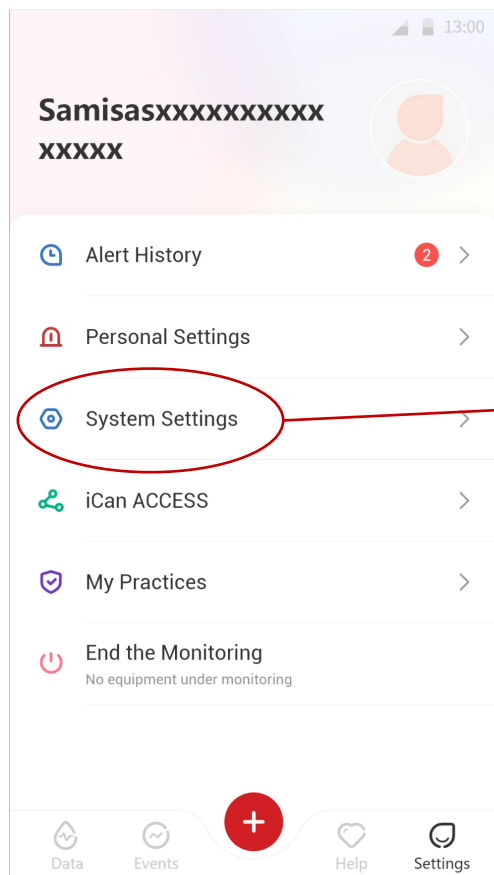 13:00
Samisasxxxxxxxxxx
xxxxx
Alert History
2
Personal Settings
System Settings
iCan ACCESS
My Practices
End the Monitoring
No equipment under monitoring
Data
Events
Help
Settings